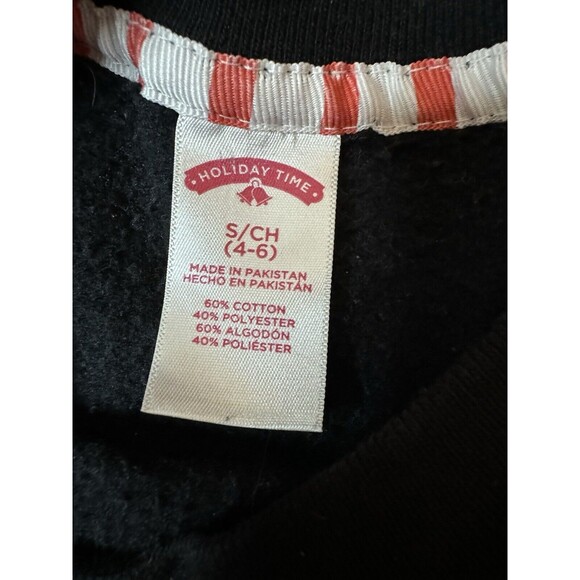 · HOLIDAY TIME ·
S/CH
(4-6)
MADE IN PAKISTAN
HECHO EN PAKISTÁN
60% COTTON
40% POLYESTER
60% ALGODÓN
40% POLIÉSTER